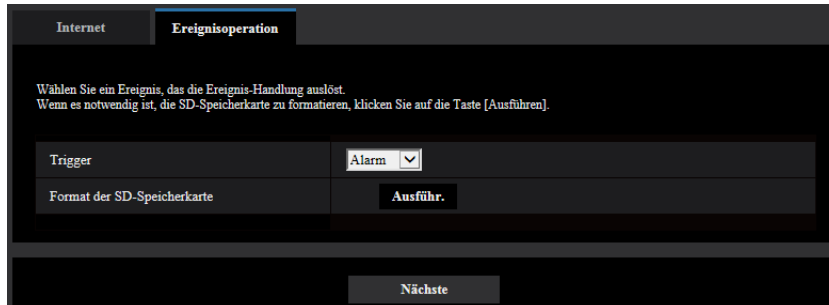 Internet
Ereignisoperation
Wählen Sie ein Ereignis, das die Ereignis-Handlung auslöst.
Wenn es notwendig ist, die SD-Speicherkarte zu formatieren, klicken Sie auf die Taste [Ausführen].
Trigger
Alarm
Format der SD-Speicherkarte
Ausführ.
Nächste